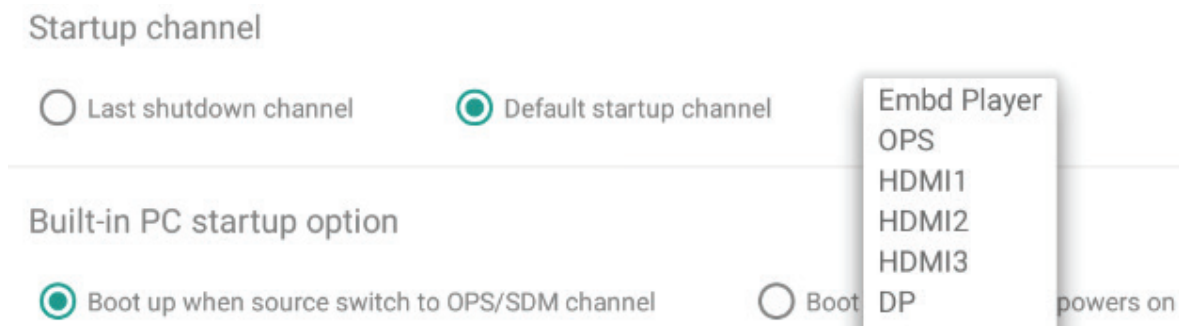 Startup channel
Last shutdown channel
Default startup channel
Embd Player
OPS
HDMI1
HDMI2
HDMI3
DP
Built-in PC startup option
Boot up when source switch to OPS/SDM channel
Boot
powers on